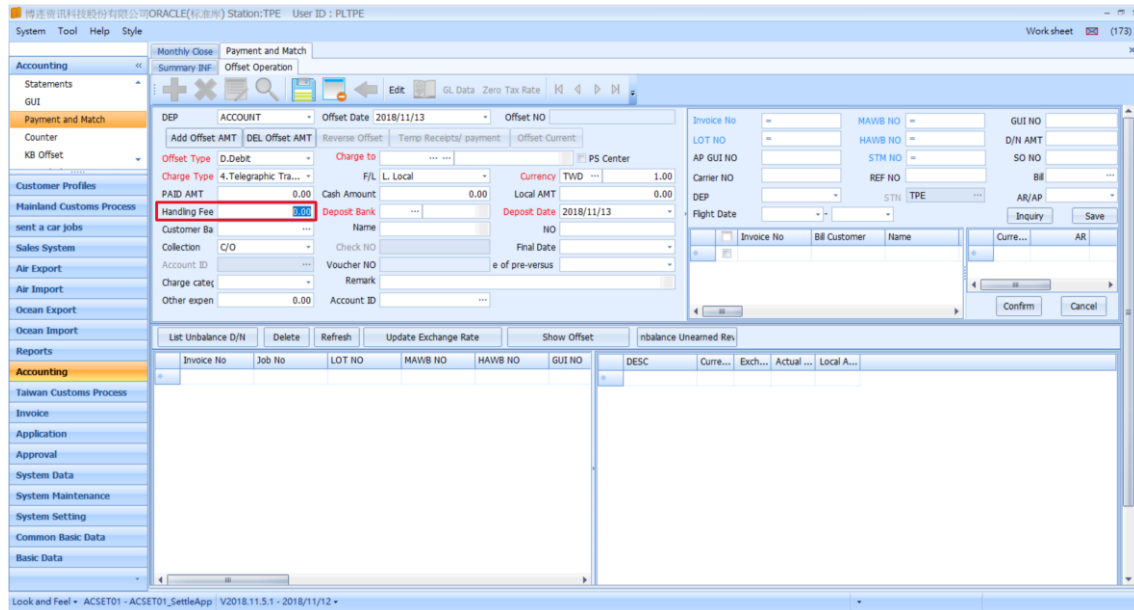 博连资讯科技股份有限公司ORACLE(标准库) Station:TPE User ID : PLTPE
System Tool Help Style
Work sheet (173)
Monthly Close Payment and Match
Accounting
Summary INF Offset Operation
Statements
GUI
Payment and Match
Counter
KB Offset
Customer Profiles
Mainland Customs Process
sent a car jobs
Sales System
Air Export
Air Import
Ocean Export
Ocean Import
Reports
Accounting
Taiwan Customs Process
Invoice
Application
Approval
System Data
System Maintenance
System Setting
Common Basic Data
Basic Data
Edit GL Data Zero Tax Rate
DEP ACCOUNT Offset Date 2018/11/13 Offset NO
Add Offset AMT DEL Offset AMT Reverse Offset Temp Receipts/ payment Offset Current
Offset Type D.Debit Charge to ... ... PS Center
Charge Type 4.Telegraphic Tra... F/L L. Local Currency TWD ... 1.00
PAID AMT 0.00 Cash Amount 0.00 Local AMT 0.00
Handing Fee 0.00 Depost Bank ... Depost Date 2018/11/13
Customer Ba ... Name NO
Collection C/O Check NO Final Date
Account ID ... Voucher NO e of pre-versus
Charge categ Remark
Other expen 0.00 Account ID ...
Invoice No = MAWB NO = GUI NO
LOT NO = HAWB NO = D/N AMT
AP GUI NO STM NO = SO NO
Carrier NO REF NO Bill ...
DEP STN TPE ... AR/AP
Flight Date - - Inquiry Save
Invoice No Bill Customer Name Curre... AR
Confirm Cancel
List Unbalance D/N Delete Refresh Update Exchange Rate Show Offset nbalance Unearned Rev
Invoice No Job No LOT NO MAWB NO HAWB NO GUI NO DESC Curre... Exch... Actual ... Local A...
Look and Feel ACSET01 - ACSET01_SettleApp V2018.11.5.1 - 2018/11/12